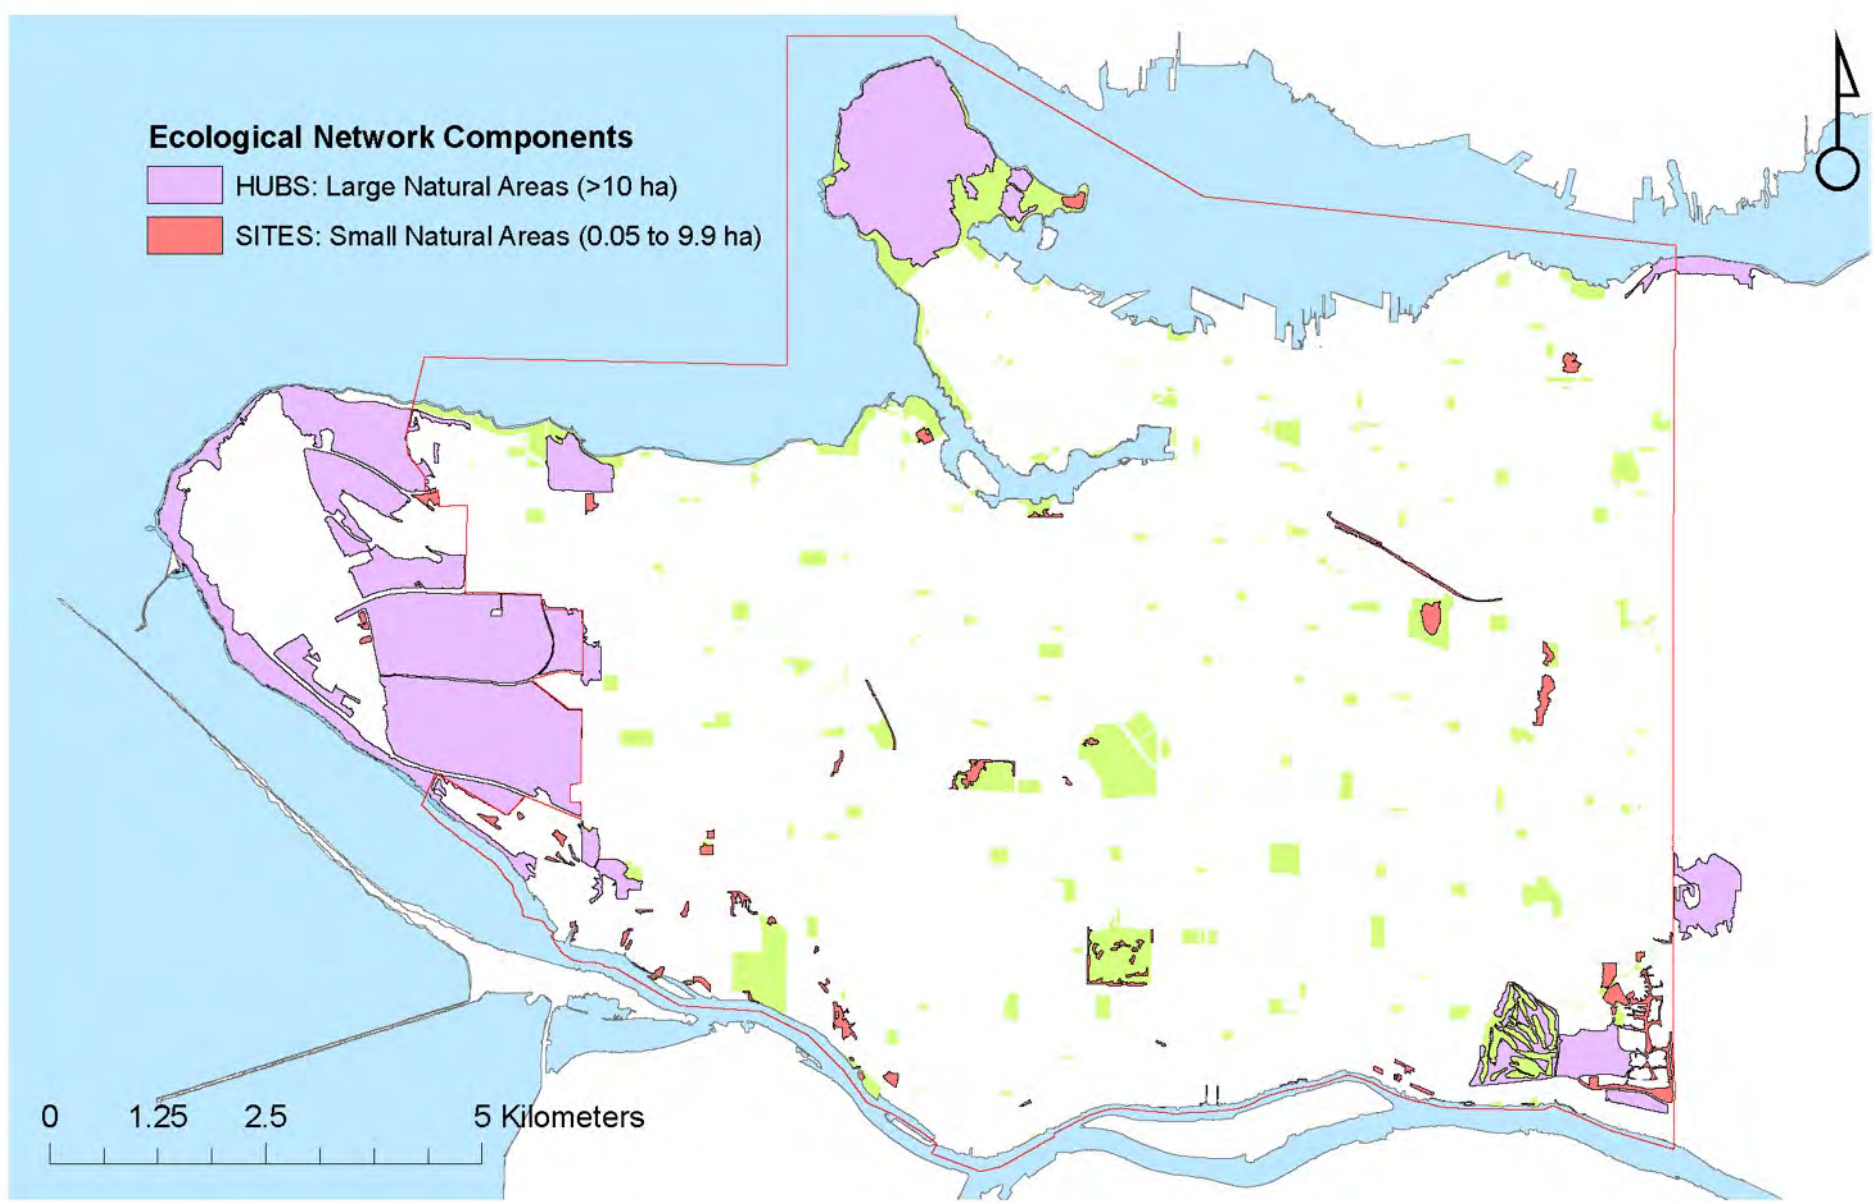 Ecological Network Components
HUBS: Large Natural Areas (>10 ha)
SITES: Small Natural Areas (0.05 to 9.9 ha)
0 1.25 2.5 5 Kilometers